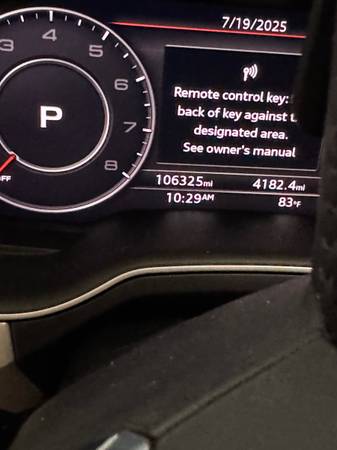 7/19/2025
Remote control key:
back of key against
designated area.
See owner's manual
3
4
5
6
7
8
P
OFF
106325mi 4182.4mi
10:29AM 83°F